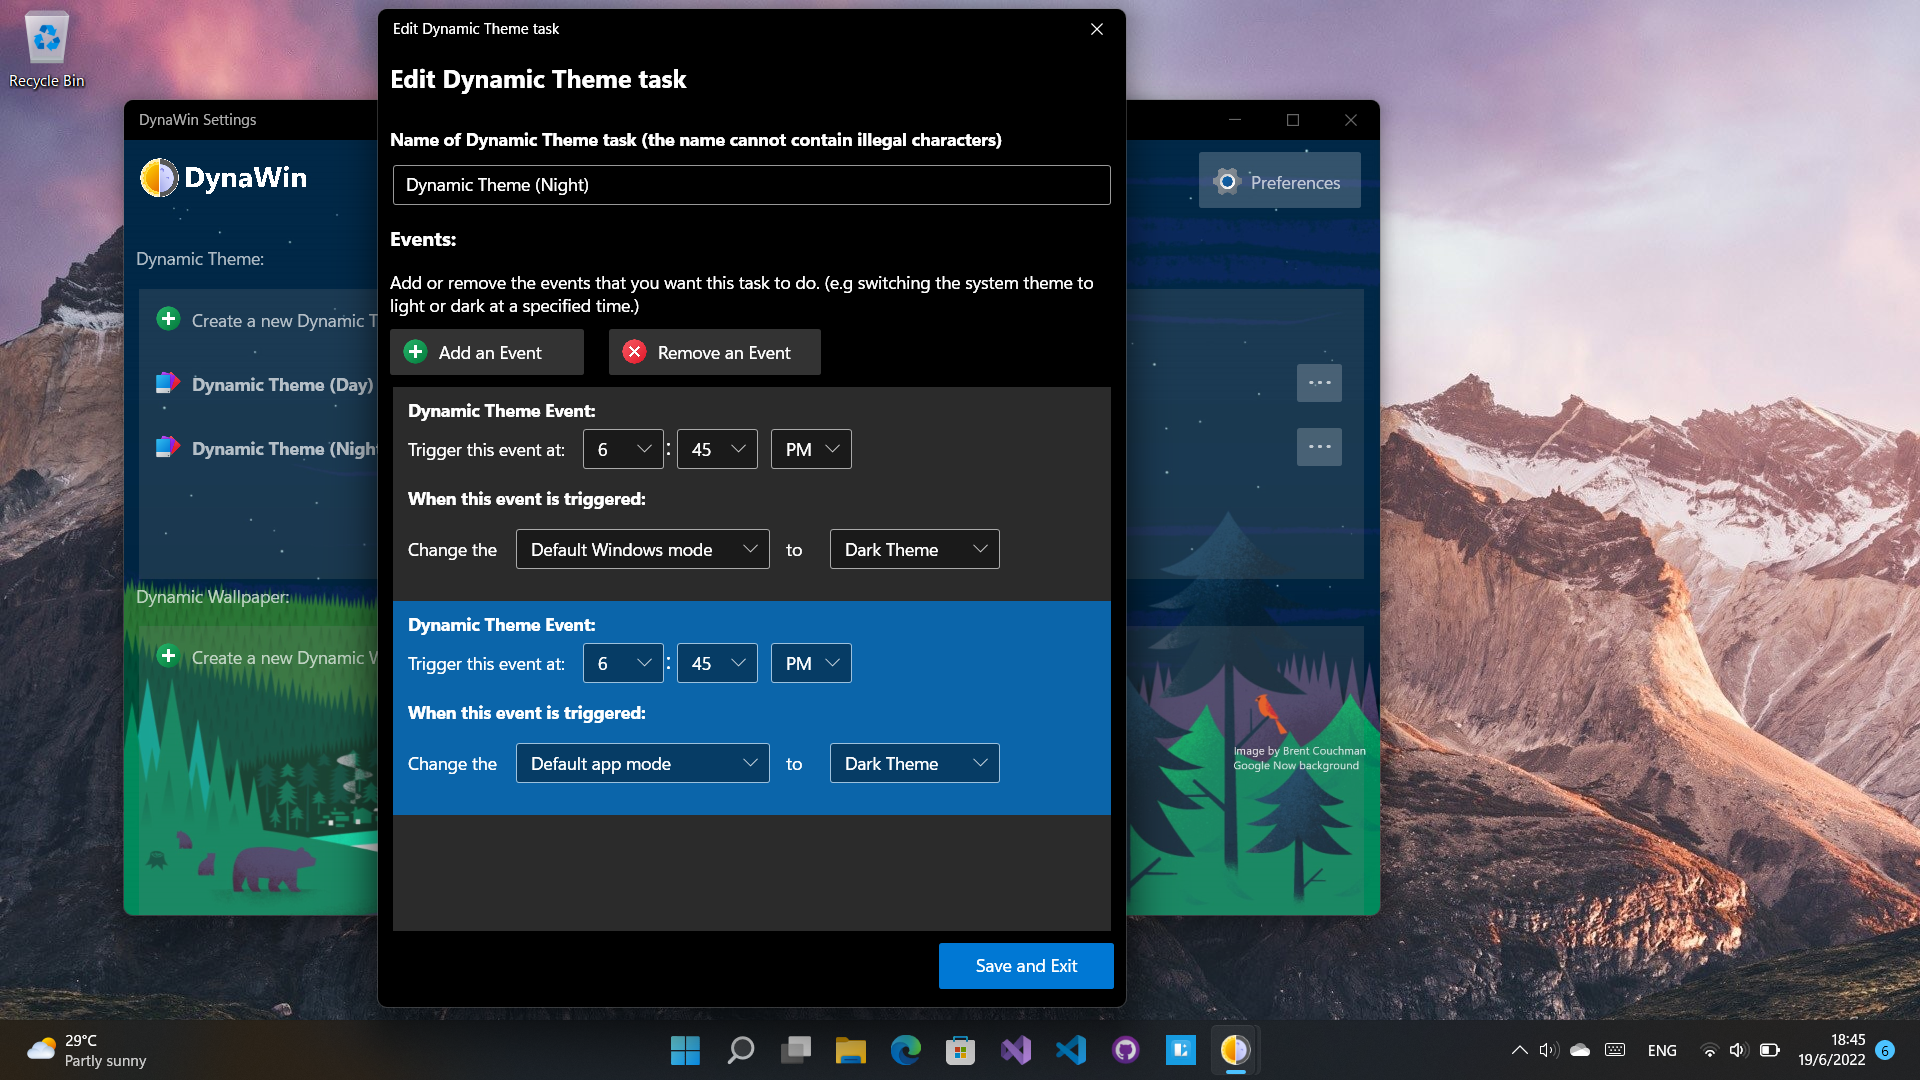 Recycle Bin
Edit Dynamic Theme task
Edit Dynamic Theme task
Name of Dynamic Theme task (the name cannot contain illegal characters)
Dynamic Theme (Night)
Events:
Add or remove the events that you want this task to do. (e.g switching the system theme to
light or dark at a specified time.)
Add an Event
Remove an Event
Dynamic Theme Event:
Trigger this event at: 6 : 45 PM
When this event is triggered:
Change the Default Windows mode to Dark Theme
Dynamic Theme Event:
Trigger this event at: 6 : 45 PM
When this event is triggered:
Change the Default app mode to Dark Theme
Save and Exit
DynaWin Settings
DynaWin
Preferences
Dynamic Theme:
Create a new Dynamic T
Dynamic Theme (Day)
Dynamic Theme (Nigh
Dynamic Wallpaper:
Create a new Dynamic W
Image by Brent Couchman
Google Now background
29°C
Partly sunny
ENG
18:45
19/6/2022
6